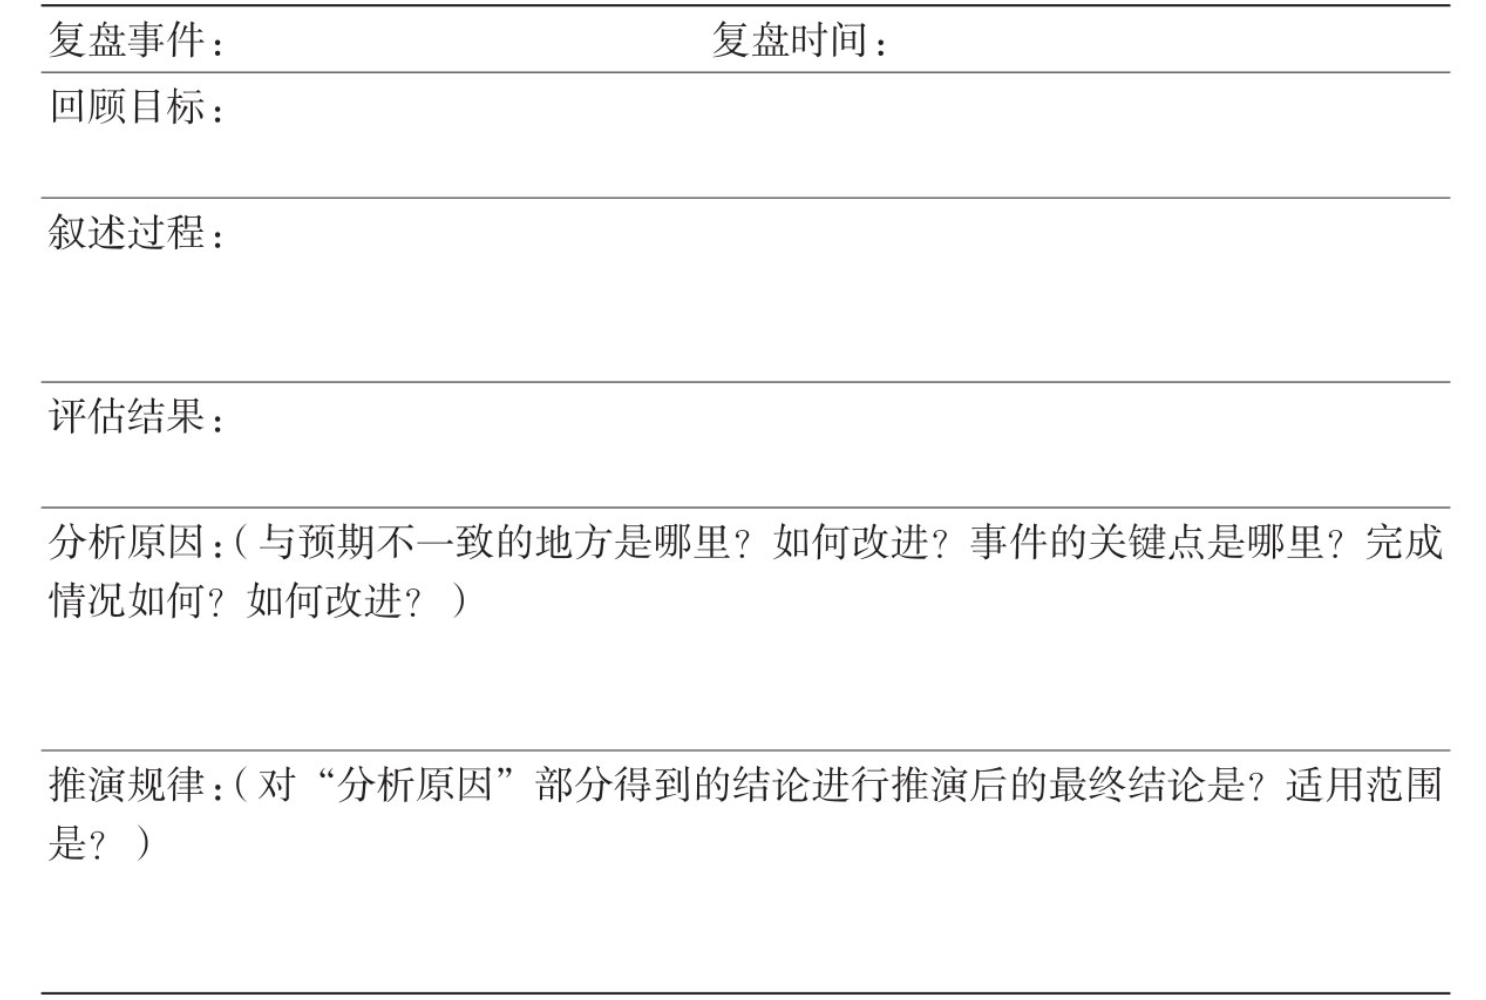 复盘事件： 复盘时间：
回顾目标：
叙述过程：
评估结果：
分析原因：（与预期不一致的地方是哪里？如何改进？事件的关键点是哪里？完成
情况如何？如何改进？）
推演规律：（对“分析原因”部分得到的结论进行推演后的最终结论是？适用范围
是？）